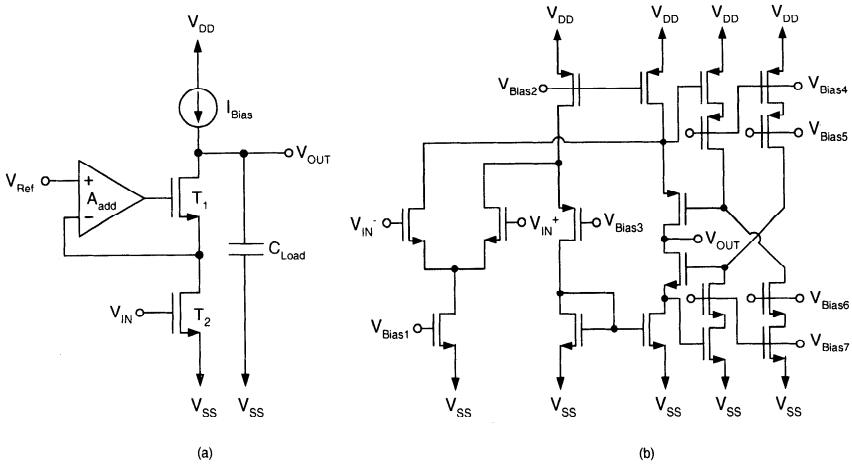 V_DD
I_Bias
V_OUT
V_Ref
+
A_add
−
T_1
C_Load
V_IN
T_2
V_SS V_SS
(a)
V_DD V_DD V_DD V_DD
V_Bias2
V_Bias4
V_Bias5
V_IN^-
V_IN^+
V_Bias3
V_OUT
V_Bias6
V_Bias1
V_Bias7
V_SS V_SS V_SS V_SS V_SS
(b)